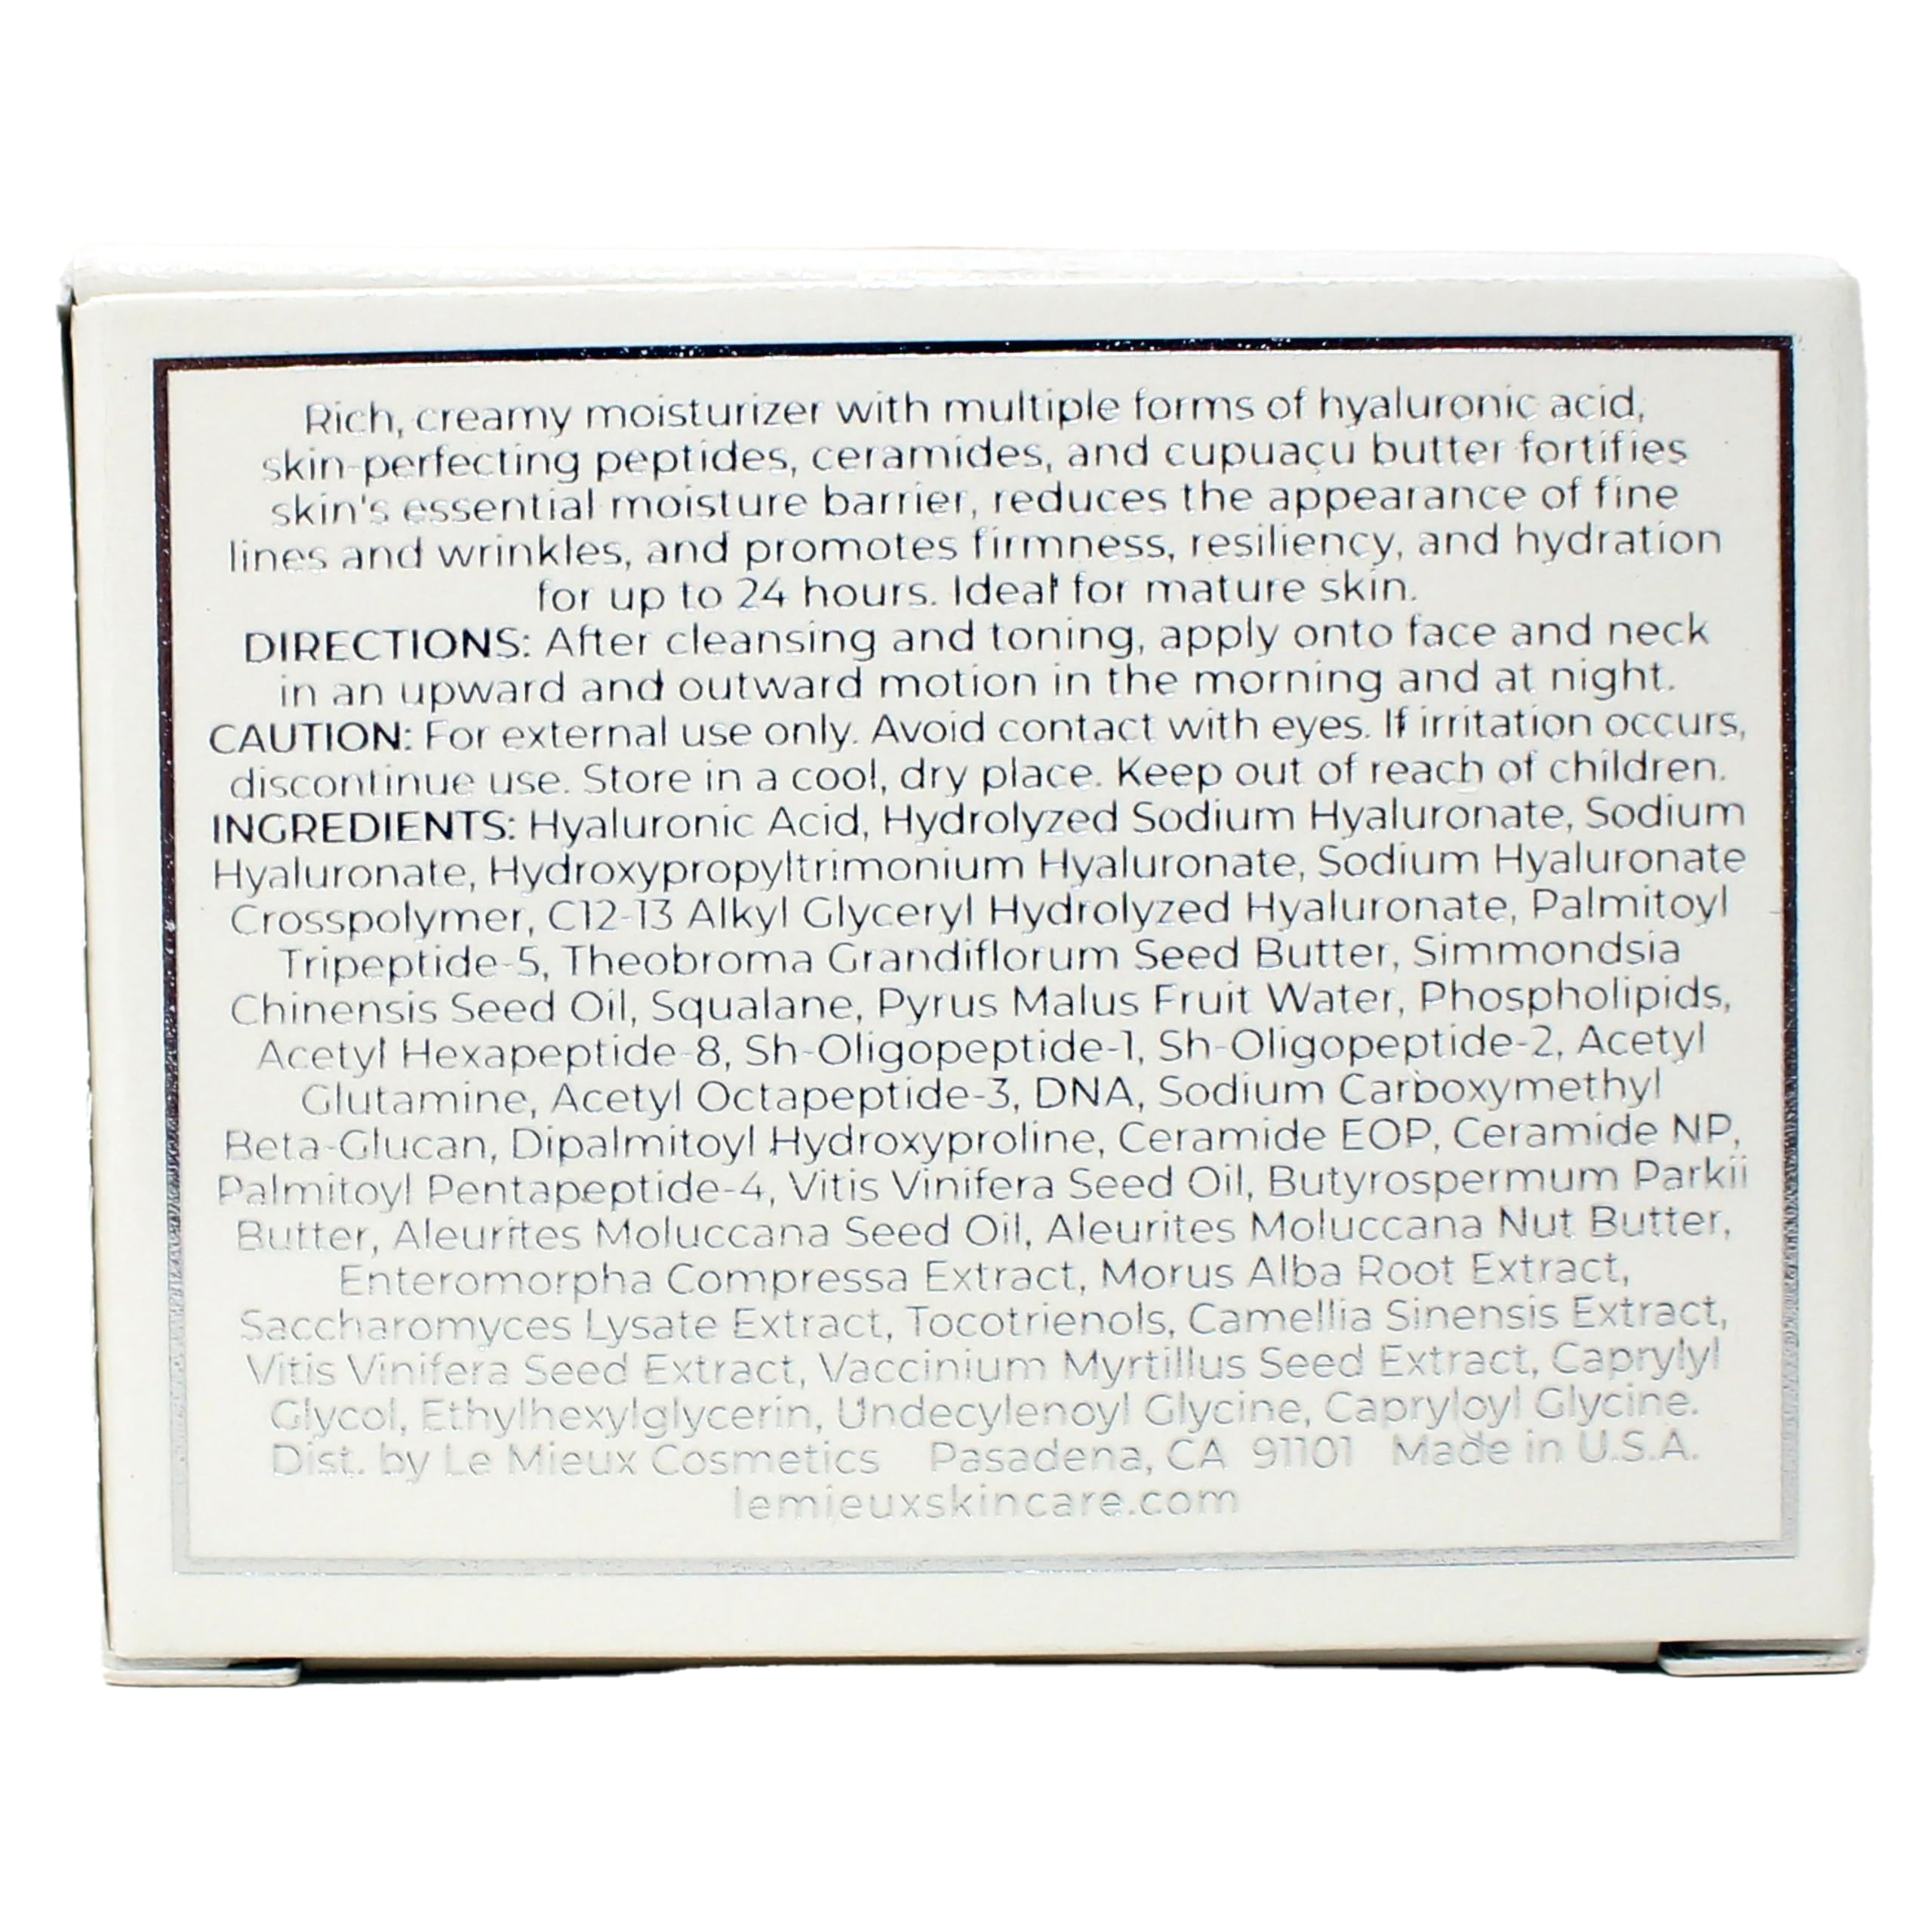 Rich, creamy moisturizer with multiple forms of hyaluronic acid,
skin-perfecting peptides, ceramides, and cupuaçu butter fortifies
skin's essential moisture barrier, reduces the appearance of fine
lines and wrinkles, and promotes firmness, resiliency, and hydration
for up to 24 hours. Ideal for mature skin.
DIRECTIONS: After cleansing and toning, apply onto face and neck
in an upward and outward motion in the morning and at night.
CAUTION: For external use only. Avoid contact with eyes. If irritation occurs,
discontinue use. Store in a cool, dry place. Keep out of reach of children.
INGREDIENTS: Hyaluronic Acid, Hydrolyzed Sodium Hyaluronate, Sodium
Hyaluronate, Hydroxypropyltrimonium Hyaluronate, Sodium Hyaluronate
Crosspolymer, C12-13 Alkyl Glyceryl Hydrolyzed Hyaluronate, Palmitoyl
Tripeptide-5, Theobroma Grandiflorum Seed Butter, Simmondsia
Chinensis Seed Oil, Squalane, Pyrus Malus Fruit Water, Phospholipids,
Acetyl Hexapeptide-8, Sh-Oligopeptide-1, Sh-Oligopeptide-2, Acetyl
Glutamine, Acetyl Octapeptide-3, DNA, Sodium Carboxymethyl
Beta-Glucan, Dipalmitoyl Hydroxyproline, Ceramide EOP, Ceramide NP,
Palmitoyl Pentapeptide-4, Vitis Vinifera Seed Oil, Butyrospermum Parkii
Butter, Aleurites Moluccana Seed Oil, Aleurites Moluccana Nut Butter,
Enteromorpha Compressa Extract, Morus Alba Root Extract,
Saccharomyces Lysate Extract, Tocotrienols, Camellia Sinensis Extract,
Vitis Vinifera Seed Extract, Vaccinium Myrtillus Seed Extract, Caprylyl
Glycol, Ethylhexylglycerin, Undecylenoyl Glycine, Capryloyl Glycine.
Dist. by Le Mieux Cosmetics Pasadena, CA 91101 Made in U.S.A.
lemieuxskincare.com